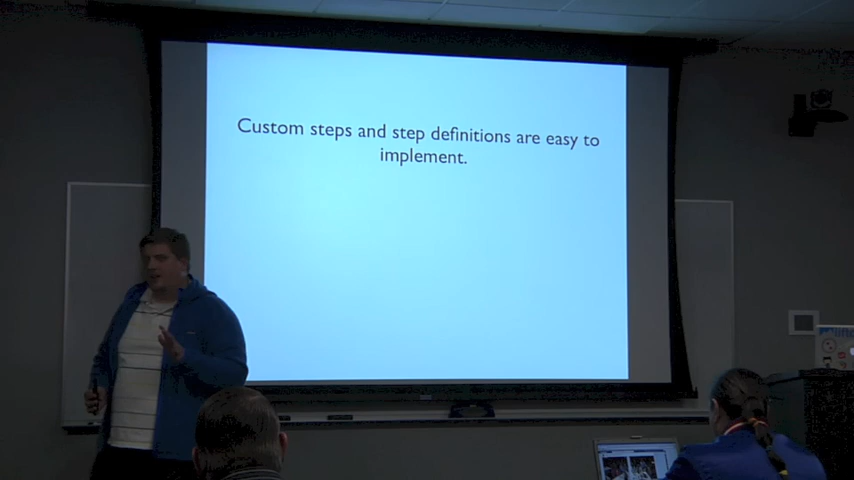 Custom steps and step definitions are easy to
implement.